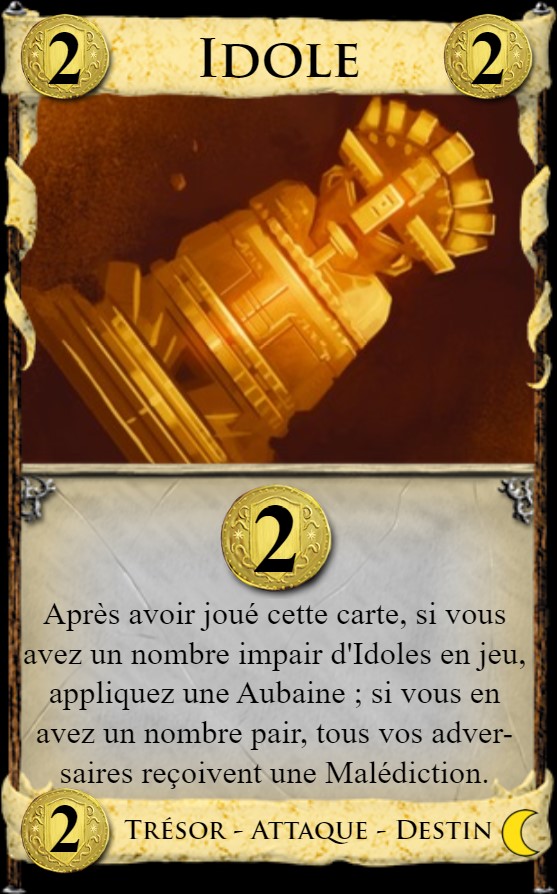 2 IDOLE 2
2
Après avoir joué cette carte, si vous
avez un nombre impair d'Idoles en jeu,
appliquez une Aubaine ; si vous en
avez un nombre pair, tous vos adver-
saires reçoivent une Malédiction.
2 TRÉSOR - ATTAQUE - DESTIN